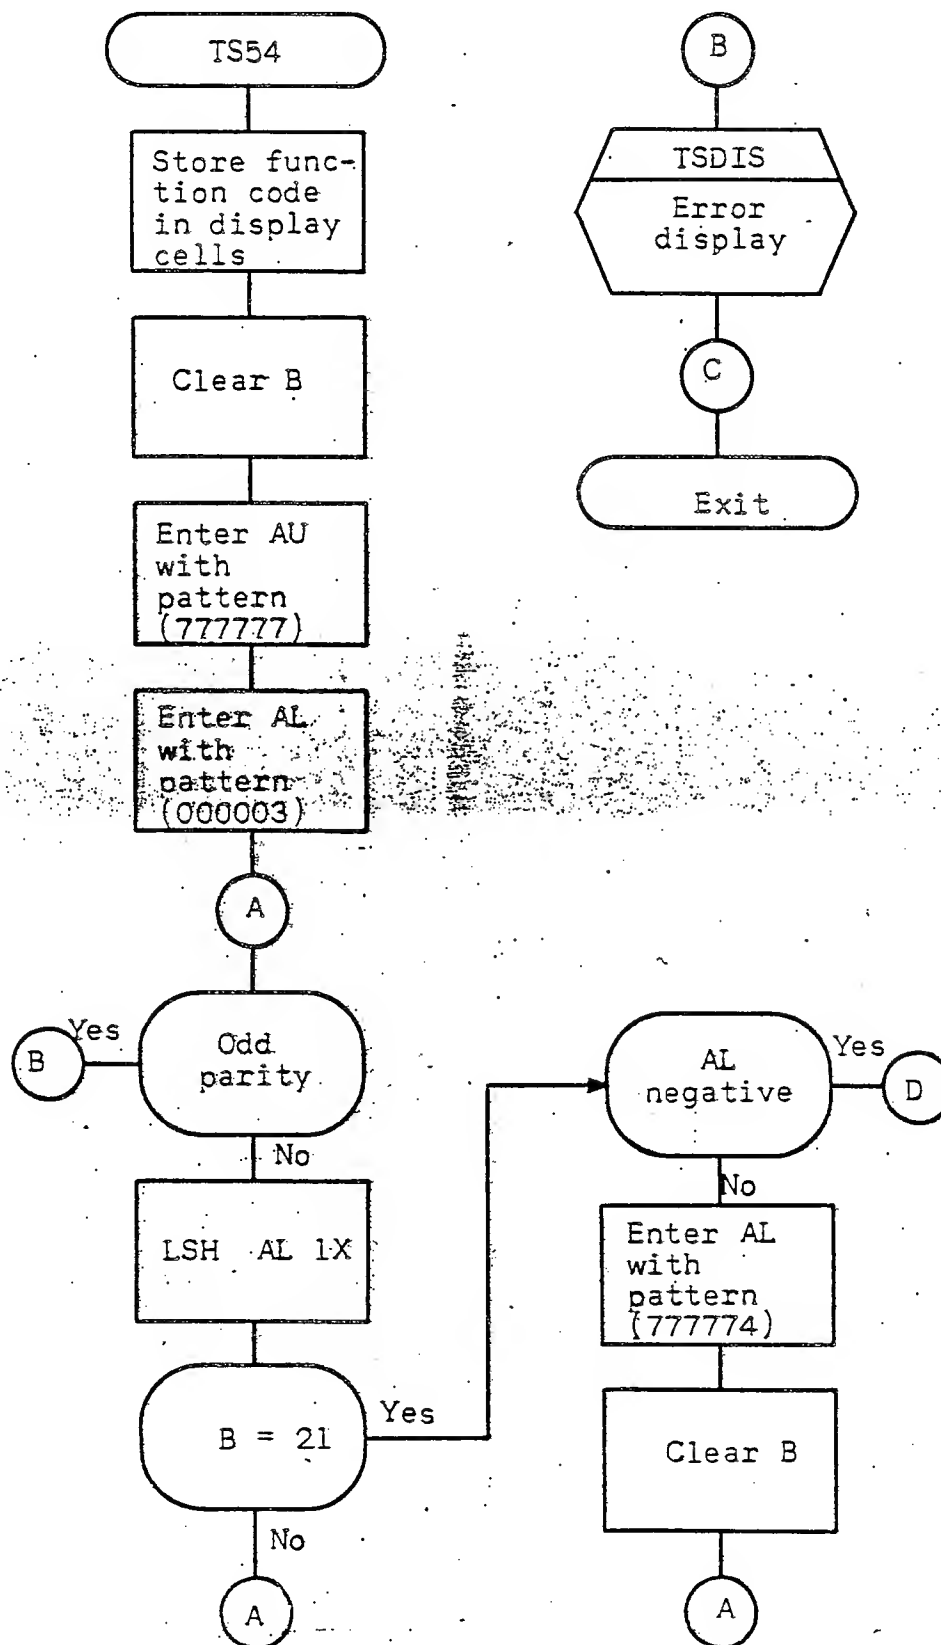 TS54
Store func-
tion code
in display
cells
Clear B
Enter AU
with
pattern
(777777)
Enter AL
with
pattern
(000003)
A
Odd
parity
Yes
B
No
LSH AL 1X
B = 21
Yes
No
A
B
TSDIS
Error
display
C
Exit
AL
negative
Yes
D
No
Enter AL
with
pattern
(777774)
Clear B
A